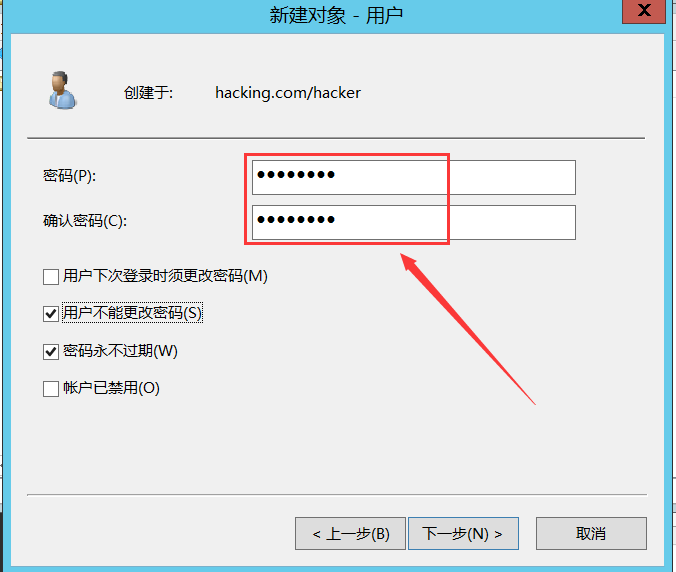 新建对象 - 用户
创建于: hacking.com/hacker
密码(P): ●●●●●●●●
确认密码(C): ●●●●●●●●
用户下次登录时须更改密码(M)
用户不能更改密码(S)
密码永不过期(W)
帐户已禁用(O)
< 上一步(B) 下一步(N) > 取消